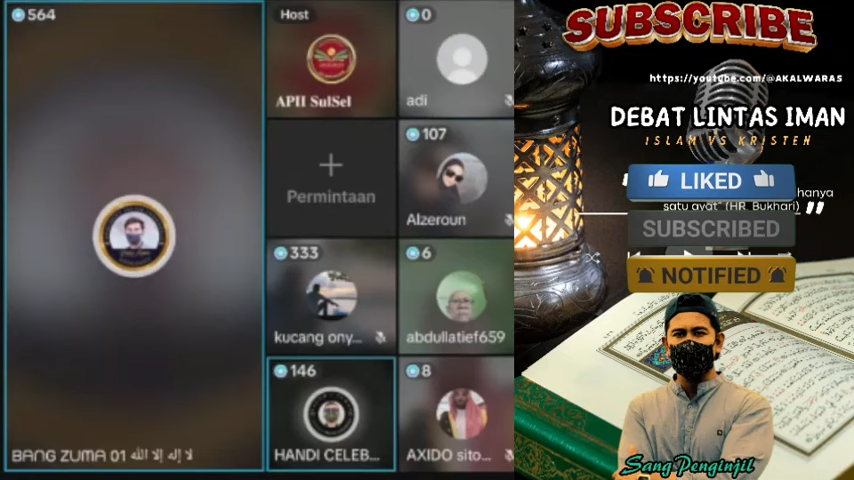 564
BANG ZUMA 01 لا إله إلا الله
Host
APII SulSel
0
adi
+
Permintaan
107
Alzeroun
333
kucang ony...
6
abdullatief659
146
HANDI CELEB...
8
AXIDO sito...
SUBSCRIBE
https://youtube.com/@AKALWARAS
DEBAT LINTAS IMAN
ISLAM VS KRISTEN
LIKED
hanya
satu ayat" (HR. Bukhari)
SUBSCRIBED
NOTIFIED
Sang Penginjil